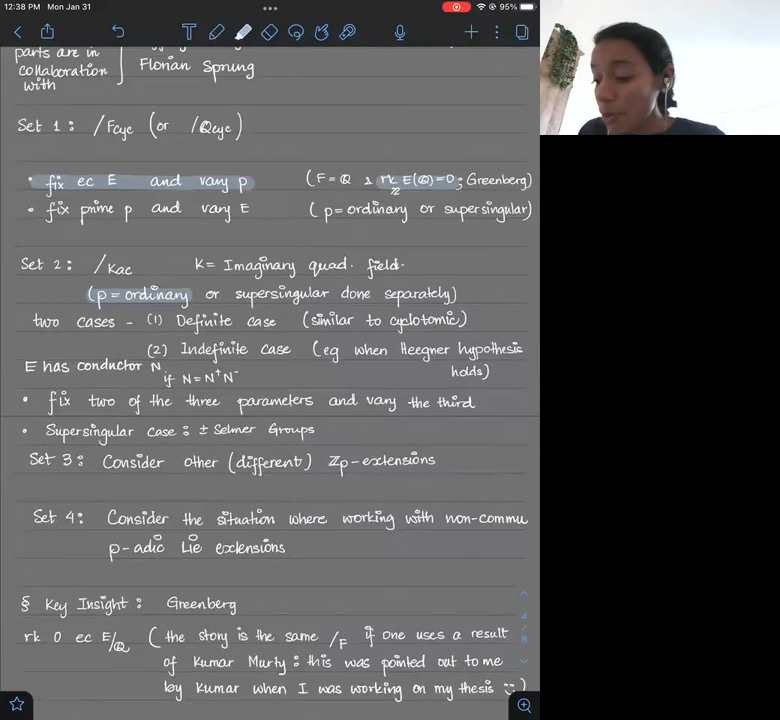 12:38 PM Mon Jan 31
95%
parts are in
collaboration
with
Florian Sprung
Set 1: /Fcyc (or /Qcyc)
• fix ec E and vary p (F = Q & rk_Z E(Q) = 0; Greenberg)
• fix prime p and vary E (p = ordinary or supersingular)
Set 2: /Kac K = Imaginary quad. field.
(p = ordinary or supersingular done separately)
two cases - (1) Definite case (similar to cyclotomic)
(2) Indefinite case (eg when Heegner hypothesis
holds)
E has conductor N
if N = N⁺N⁻
• fix two of the three parameters and vary the third
• Supersingular case: ± Selmer Groups
Set 3: Consider other (different) Zp-extensions
Set 4: Consider the situation where working with non-commu
p-adic Lie extensions
§ Key Insight: Greenberg
rk 0 ec E/Q (the story is the same /F if one uses a result
of Kumar Murty: this was pointed out to me
by Kumar when I was working on my thesis :))
4
/
8